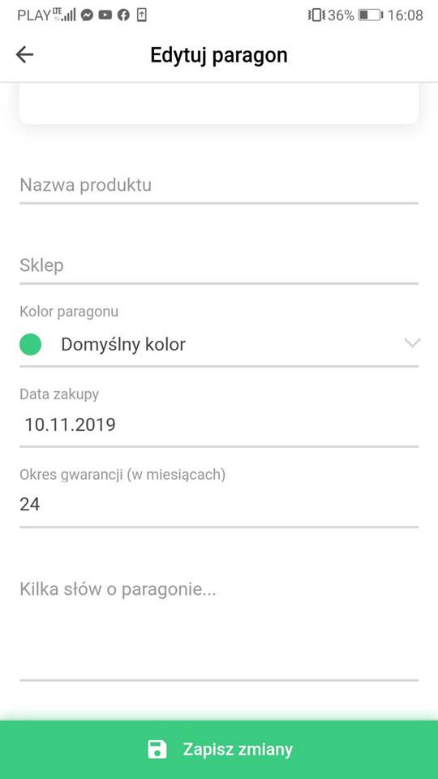 PLAY LTE 36% 16:08
Edytuj paragon
Nazwa produktu
Sklep
Kolor paragonu
Domyślny kolor
Data zakupy
10.11.2019
Okres gwarancji (w miesiącach)
24
Kilka słów o paragonie...
Zapisz zmiany